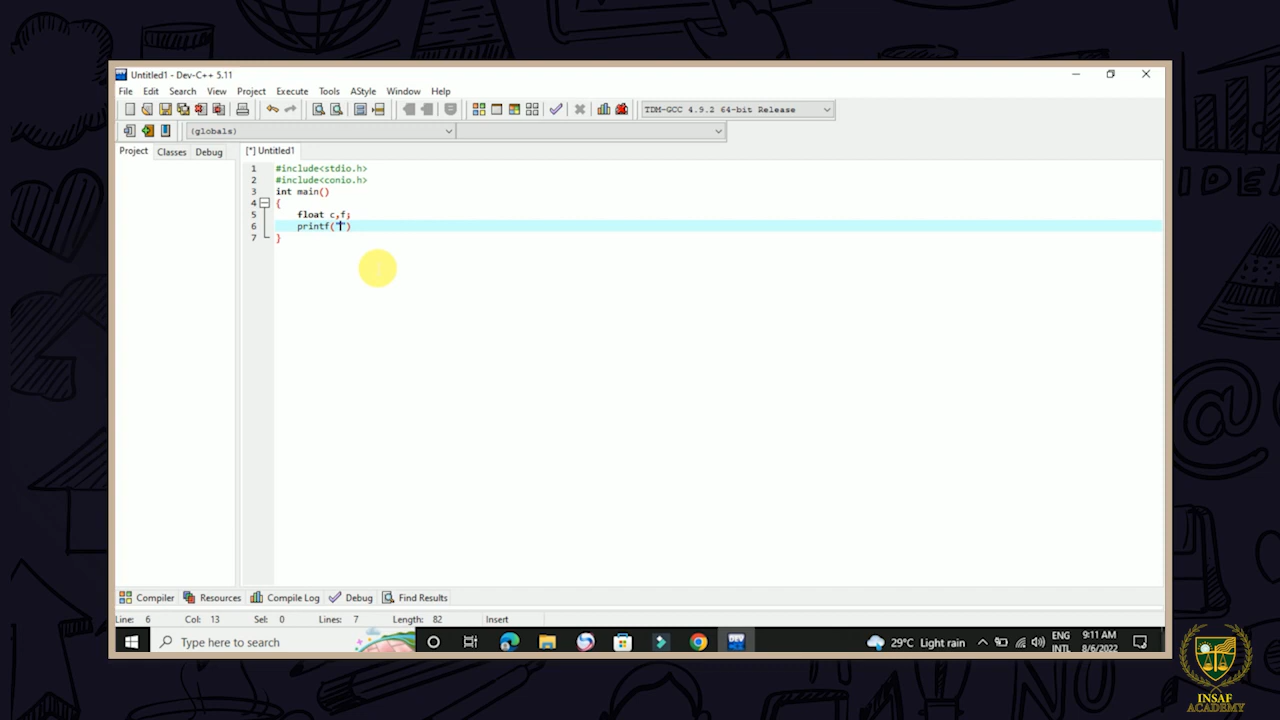 Untitled1 - Dev-C++ 5.11
File Edit Search View Project Execute Tools AStyle Window Help
TDM-GCC 4.9.2 64-bit Release
(globals)
Project Classes Debug [*] Untitled1
1 #include<stdio.h>
2 #include<conio.h>
3 int main()
4 {
5 float c,f;
6 printf("")
7 }
Compiler Resources Compile Log Debug Find Results
Line: 6 Col: 13 Sel: 0 Lines: 7 Length: 82 Insert
Type here to search 29°C Light rain ENG 9:11 AM
INTL 8/6/2022
IDEA
INSAF
ACADEMY